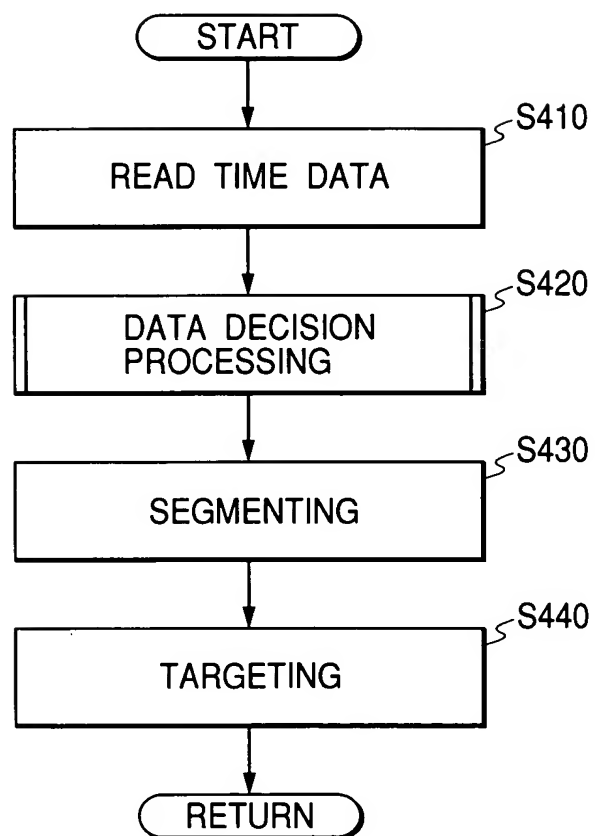 START
S410
READ TIME DATA
S420
DATA DECISION
PROCESSING
S430
SEGMENTING
S440
TARGETING
RETURN